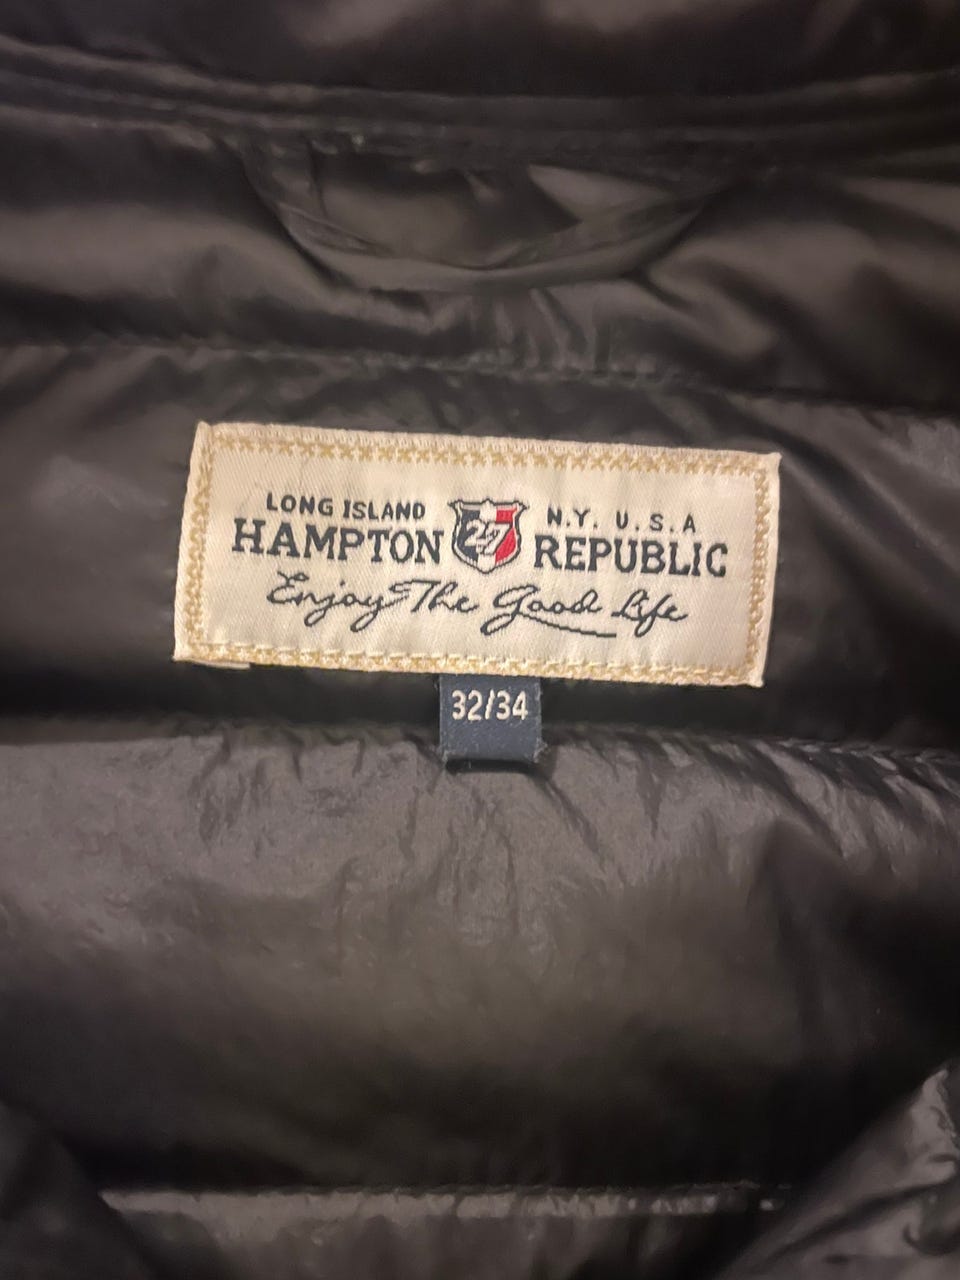 LONG ISLAND N.Y. U.S.A
HAMPTON 27 REPUBLIC
Enjoy The Good Life
32/34